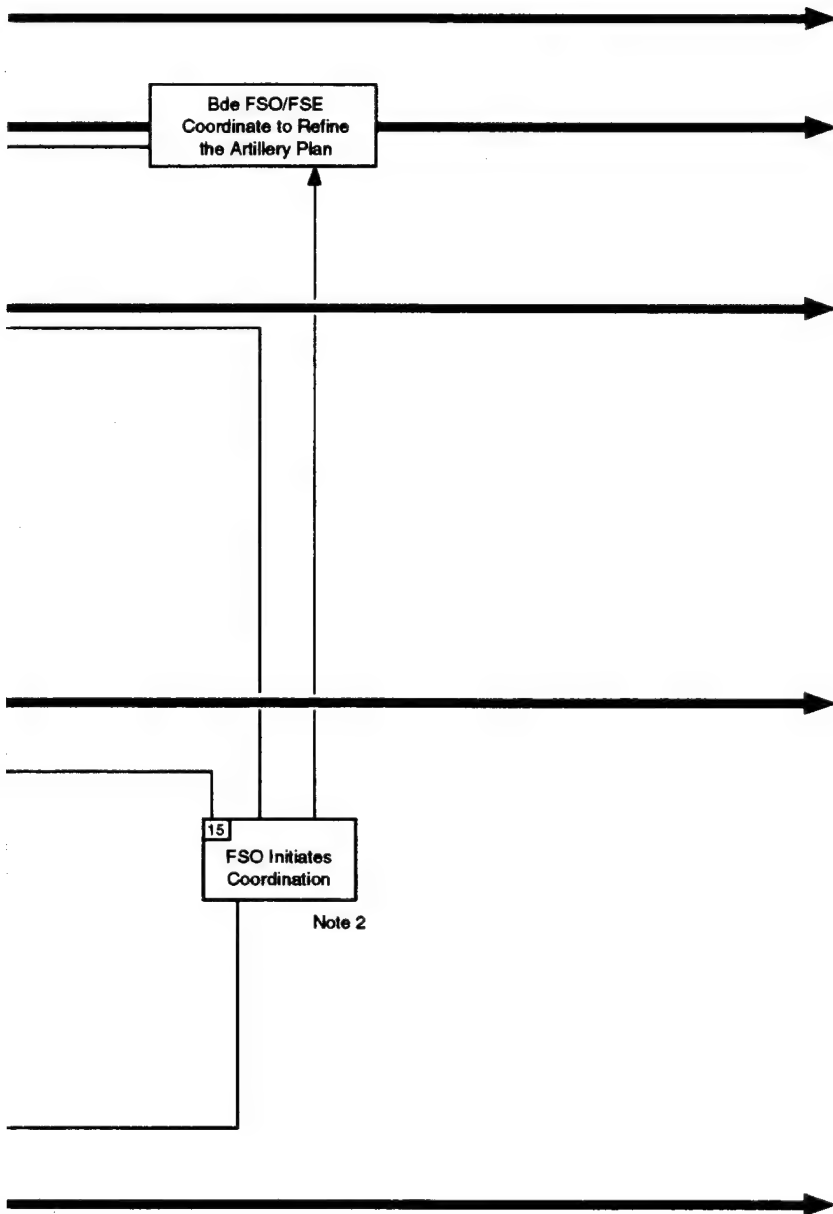 Bde FSO/FSE
Coordinate to Refine
the Artillery Plan
15
FSO Initiates
Coordination
Note 2